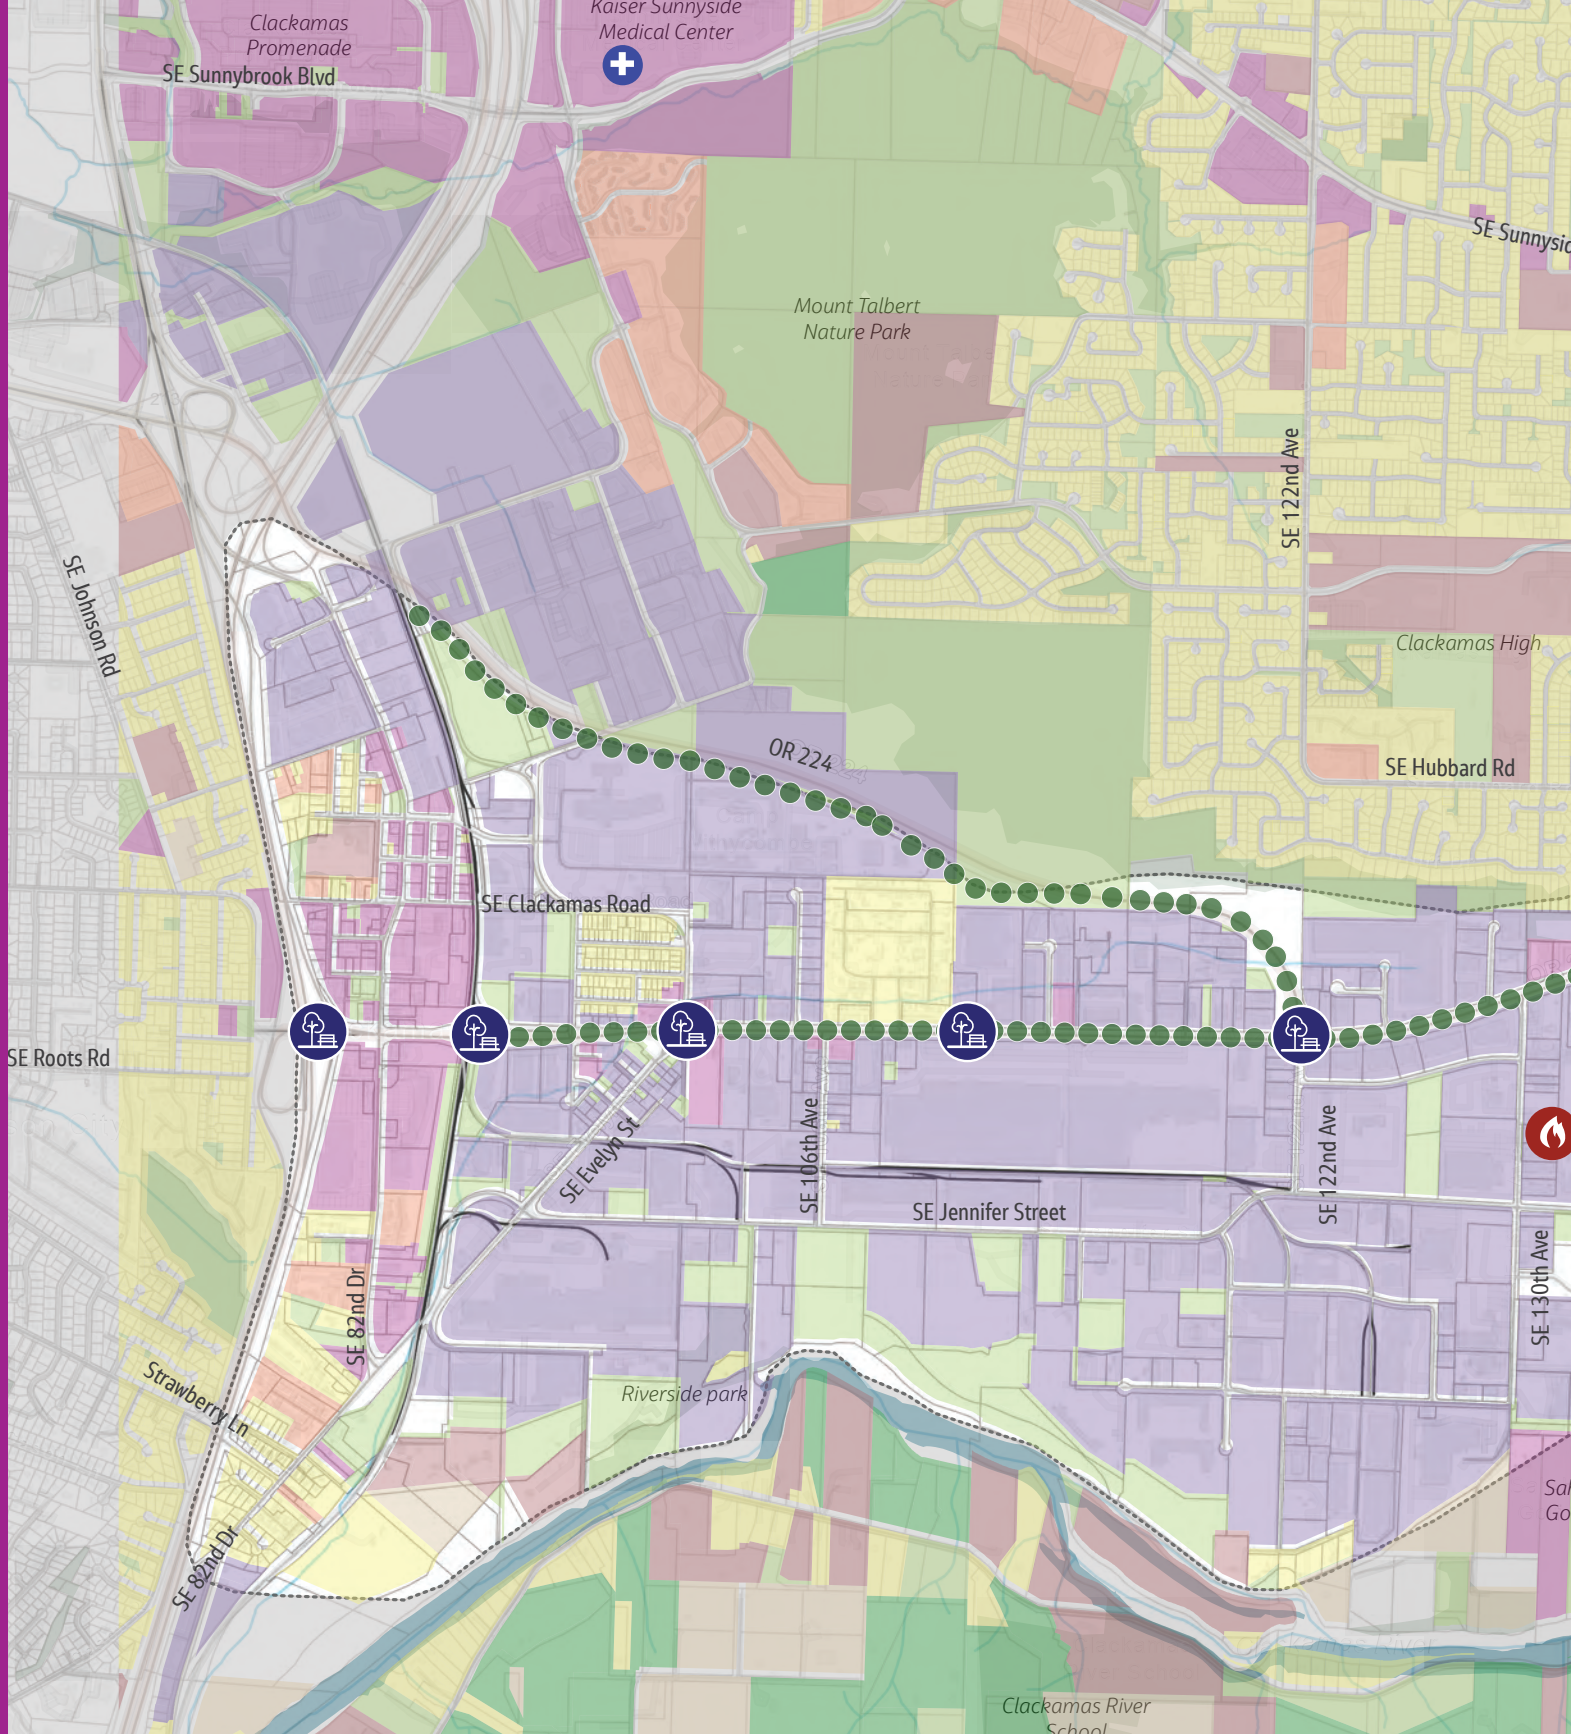 Clackamas
Promenade
Kaiser Sunnyside
Medical Center
SE Sunnybrook Blvd
Mount Talbert
Nature Park
SE 122nd Ave
SE Johnson Rd
Clackamas High
SE Hubbard Rd
OR 224
SE Clackamas Road
SE Roots Rd
SE Evelyn St
SE 106th Ave
SE 122nd Ave
SE Jennifer Street
SE 130th Ave
SE 82nd Dr
Strawberry Ln
Riverside park
SE 82nd Dr
Clackamas River
School